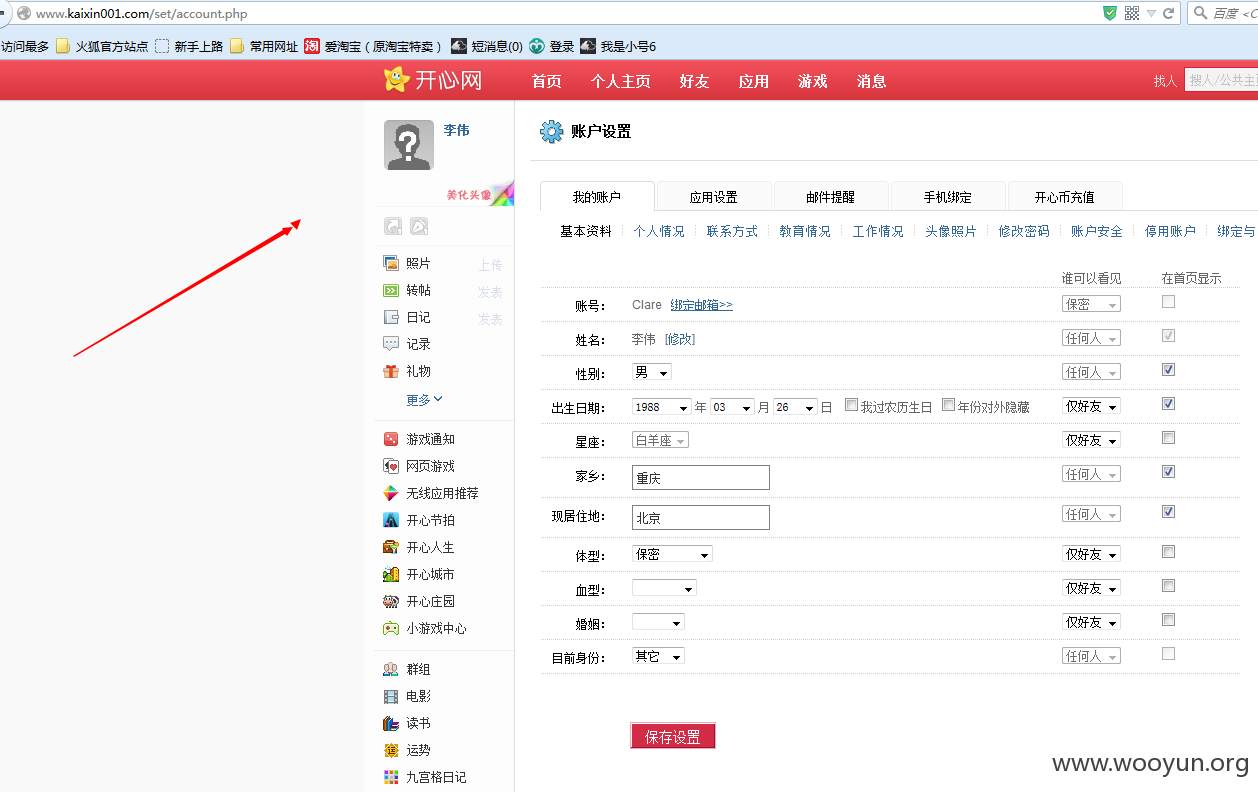 www.kaixin001.com/set/account.php
百度
访问最多 火狐官方站点 新手上路 常用网址 淘 爱淘宝（原淘宝特卖） 短消息(0) 登录 我是小号6
开心网 首页 个人主页 好友 应用 游戏 消息 找人 搜人/公共主
李伟
美化头像
照片 上传
转帖 发表
日记 发表
记录
礼物
更多
游戏通知
网页游戏
无线应用推荐
开心节拍
开心人生
开心城市
开心庄园
小游戏中心
群组
电影
读书
运势
九宫格日记
账户设置
我的账户 应用设置 邮件提醒 手机绑定 开心币充值
基本资料 个人情况 联系方式 教育情况 工作情况 头像照片 修改密码 账户安全 停用账户 绑定与
谁可以看见 在首页显示
账号： Clare 绑定邮箱>> 保密
姓名： 李伟 [修改] 任何人
性别： 男 任何人
出生日期： 1988 年 03 月 26 日 我过农历生日 年份对外隐藏 仅好友
星座： 白羊座 仅好友
家乡： 重庆 任何人
现居住地： 北京 任何人
体型： 保密 仅好友
血型： 仅好友
婚姻： 仅好友
目前身份： 其它 任何人
保存设置
www.wooyun.org